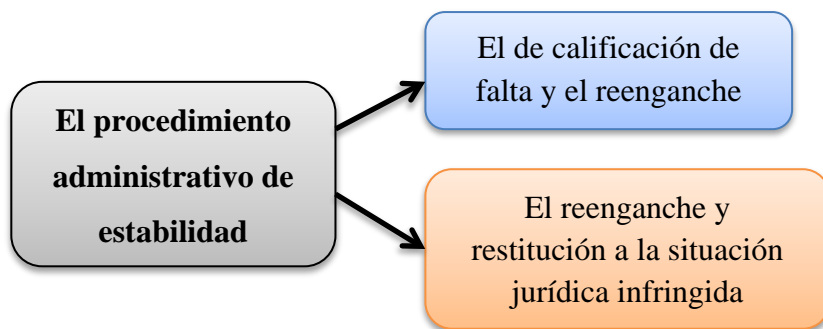 El procedimiento
administrativo de
estabilidad
El de calificación de
falta y el reenganche
El reenganche y
restitución a la situación
jurídica infringida